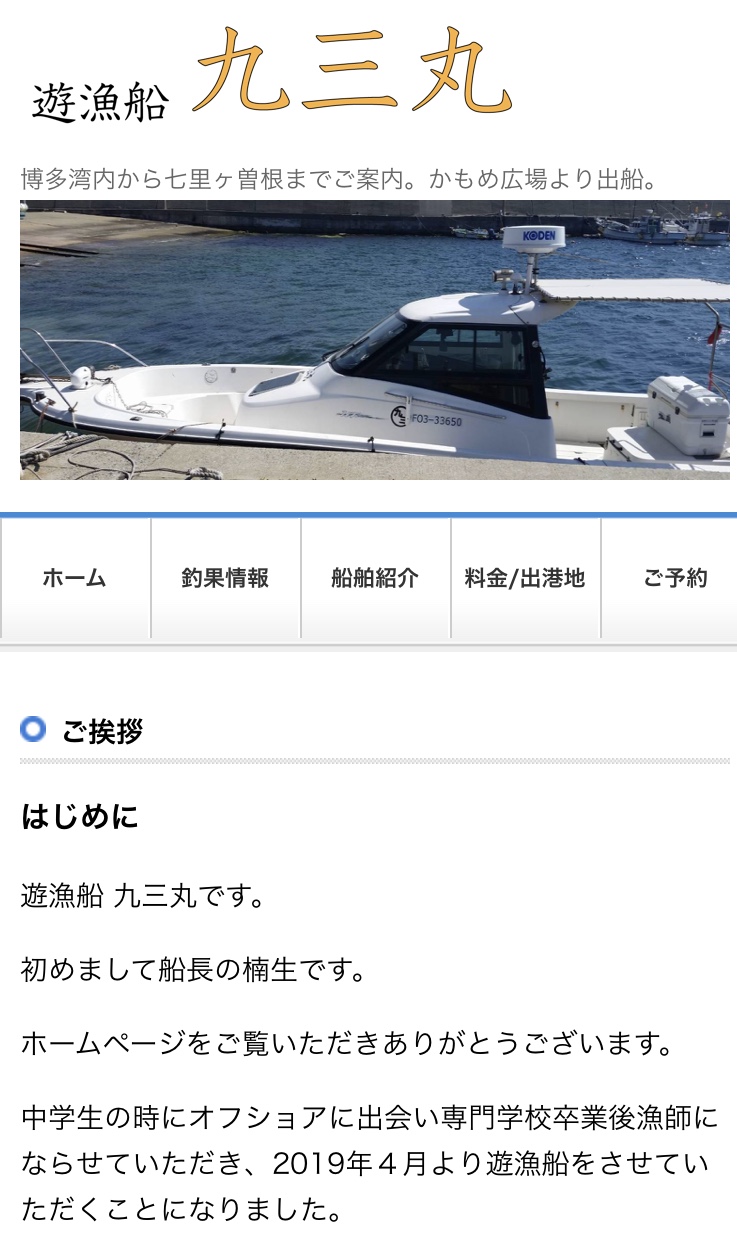 遊漁船 九三丸
博多湾内から七里ヶ曽根までご案内。かもめ広場より出船。
KODEN
九三 FO3-33650
ホーム 釣果情報 船舶紹介 料金/出港地 ご予約
ご挨拶
はじめに
遊漁船 九三丸です。
初めまして船長の楠生です。
ホームページをご覧いただきありがとうございます。
中学生の時にオフショアに出会い専門学校卒業後漁師に
ならせていただき、2019年４月より遊漁船をさせてい
ただくことになりました。